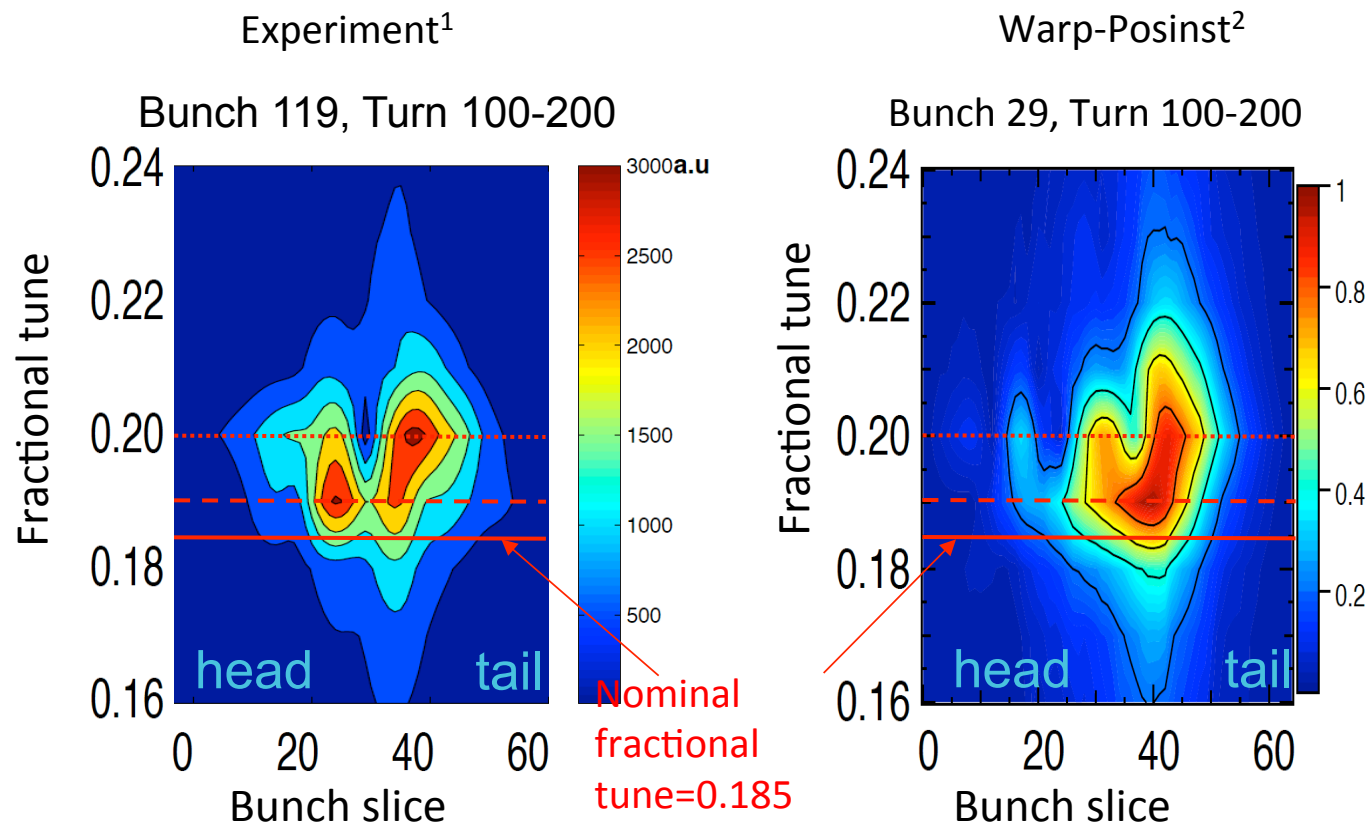 Experiment¹
Bunch 119, Turn 100-200
Fractional tune
0.24
0.22
0.20
0.18
0.16
head
tail
0
20
40
60
Bunch slice
3000a.u
2500
2000
1500
1000
500
Nominal
fractional
tune=0.185
Warp-Posinst²
Bunch 29, Turn 100-200
Fractional tune
0.24
0.22
0.20
0.18
0.16
head
tail
0
20
40
60
Bunch slice
1
0.8
0.6
0.4
0.2